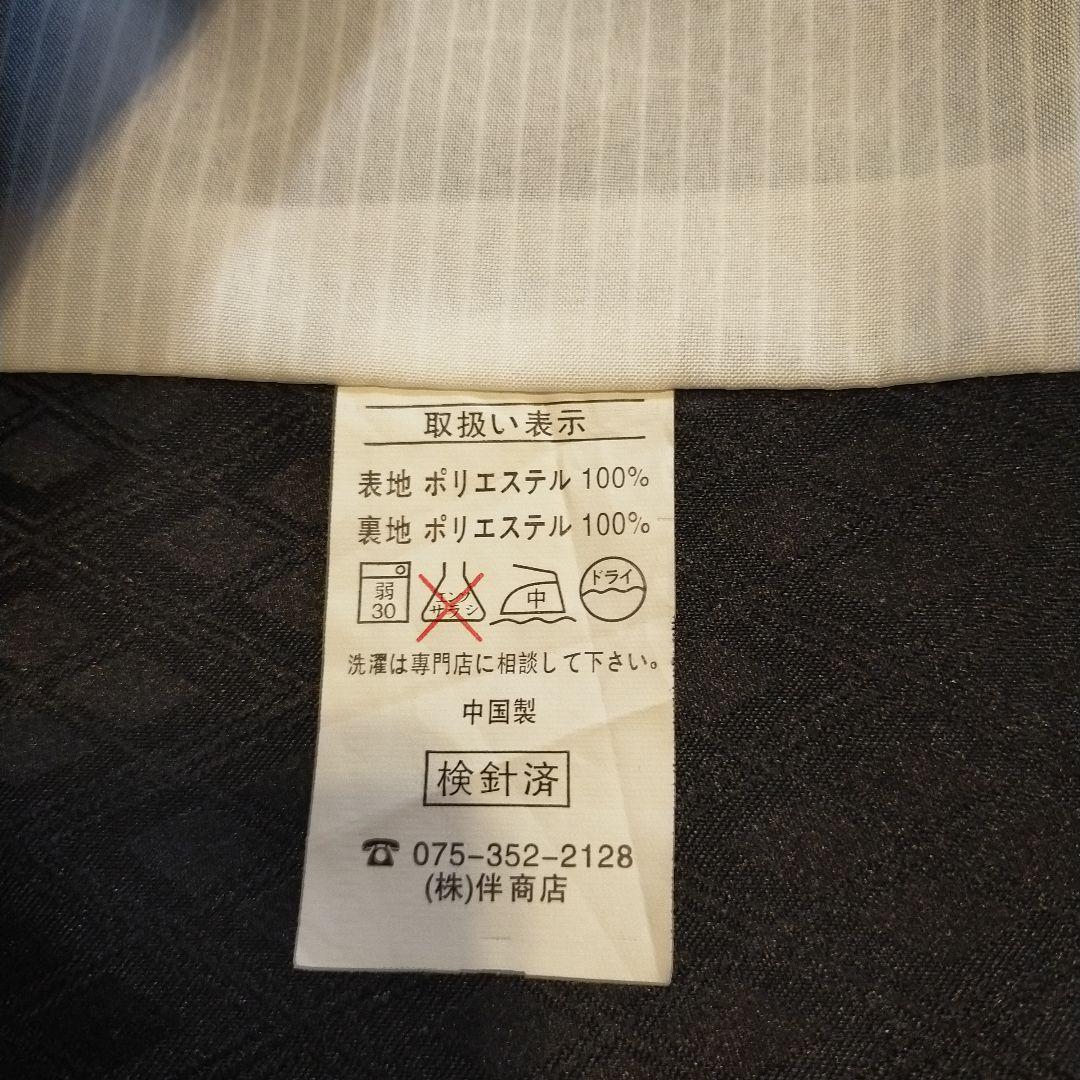 取扱い表示
表地 ポリエステル 100%
裏地 ポリエステル 100%
弱
30
エンソ
サラシ
中
ドライ
洗濯は専門店に相談して下さい。
中国製
検針済
☎ 075-352-2128
(株)伴商店